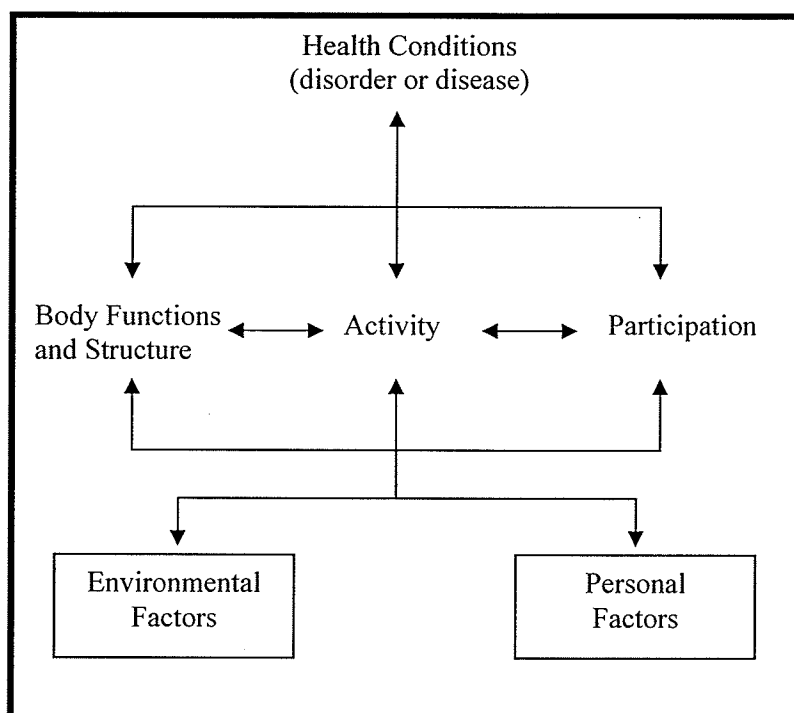 Health Conditions
(disorder or disease)
Body Functions
and Structure
Activity
Participation
Environmental
Factors
Personal
Factors